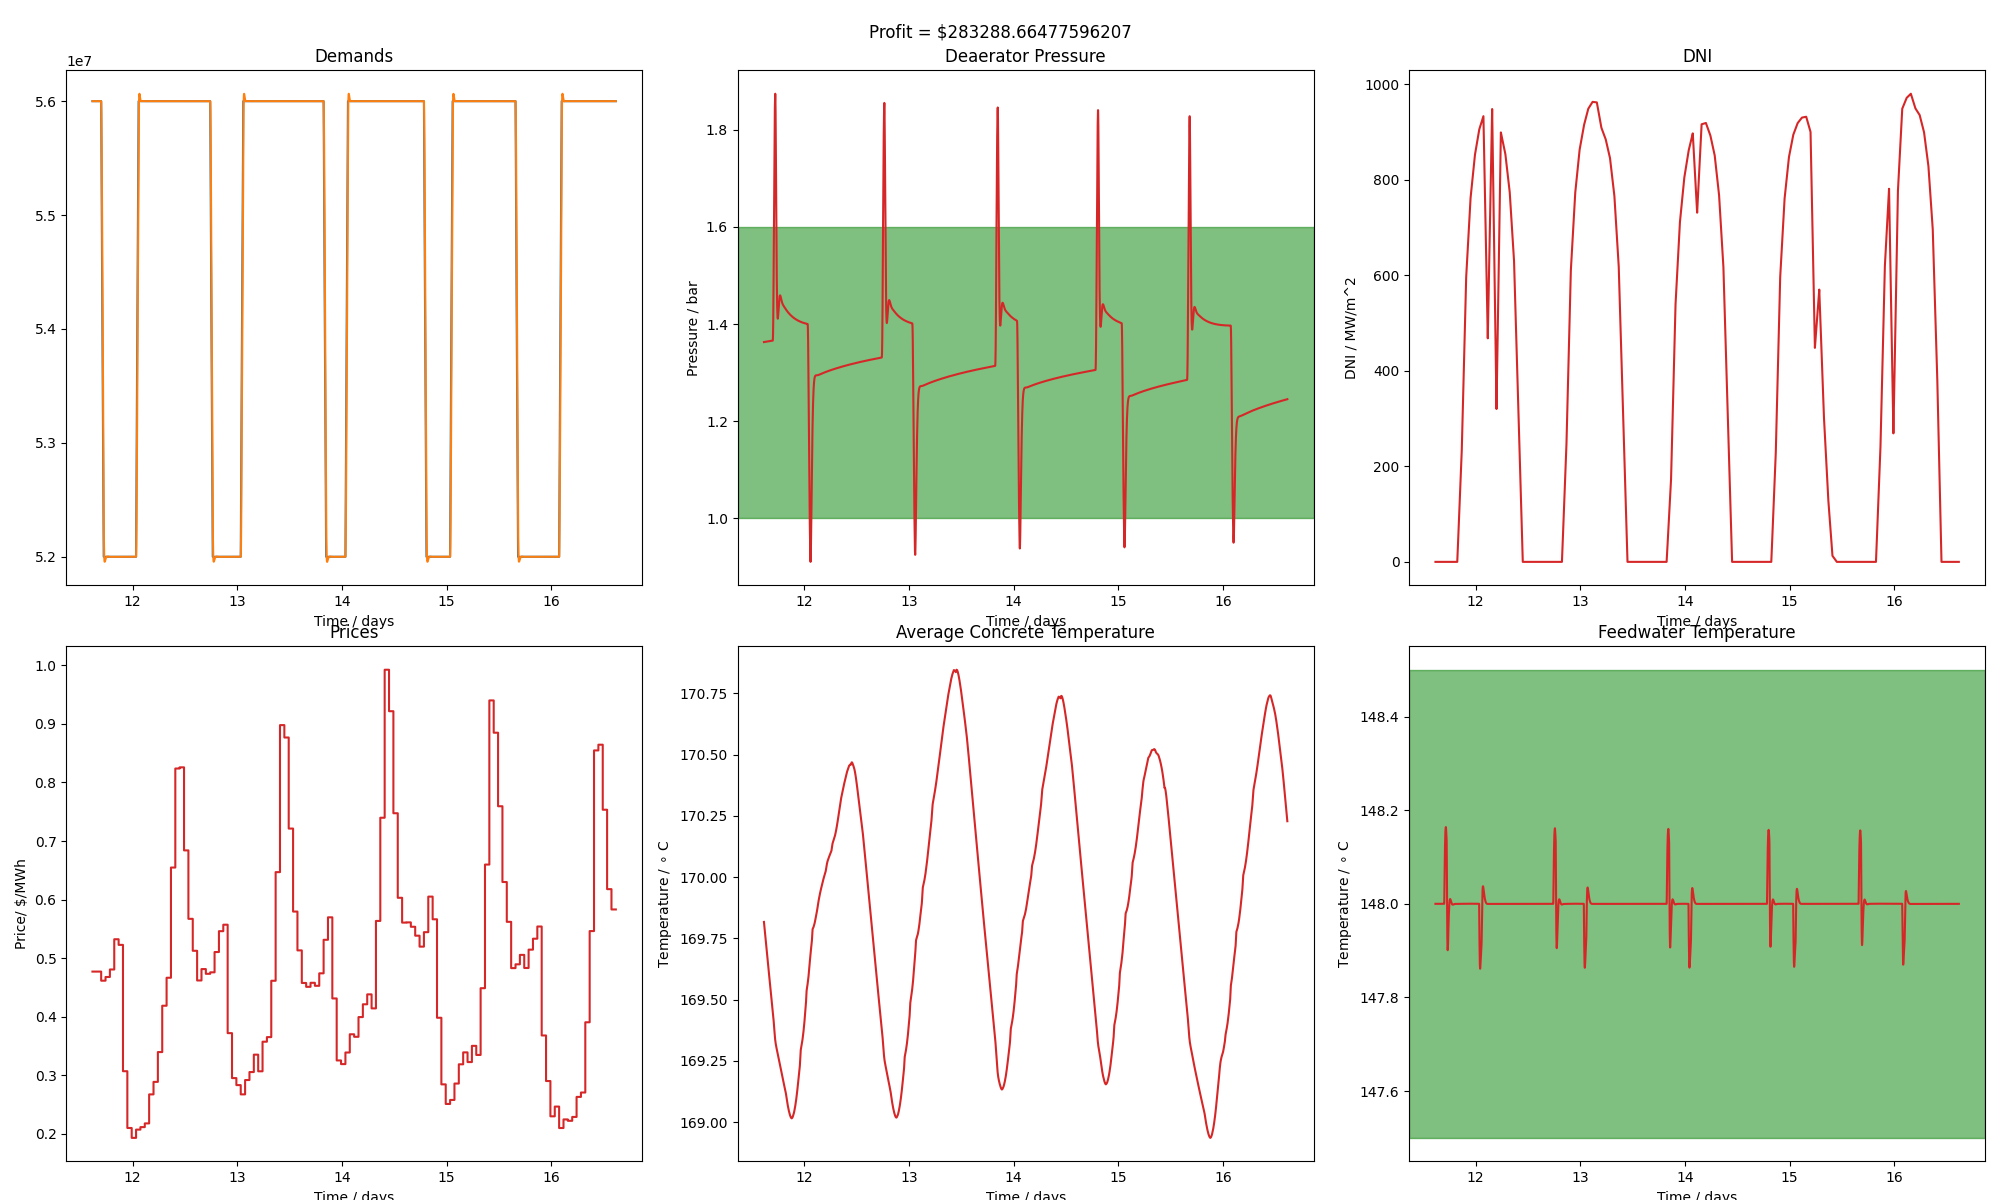 Profit = $283288.66477596207
Demands
1e7
5.6
5.5
5.4
5.3
5.2
12 13 14 15 16
Time / days
Deaerator Pressure
Pressure / bar
1.8
1.6
1.4
1.2
1.0
12 13 14 15 16
Time / days
DNI
DNI / MW/m^2
1000
800
600
400
200
0
12 13 14 15 16
Time / days
Prices
Price/ $/MWh
1.0
0.9
0.8
0.7
0.6
0.5
0.4
0.3
0.2
12 13 14 15 16
Time / days
Average Concrete Temperature
Temperature / ∘ C
170.75
170.50
170.25
170.00
169.75
169.50
169.25
169.00
12 13 14 15 16
Time / days
Feedwater Temperature
Temperature / ∘ C
148.4
148.2
148.0
147.8
147.6
12 13 14 15 16
Time / days